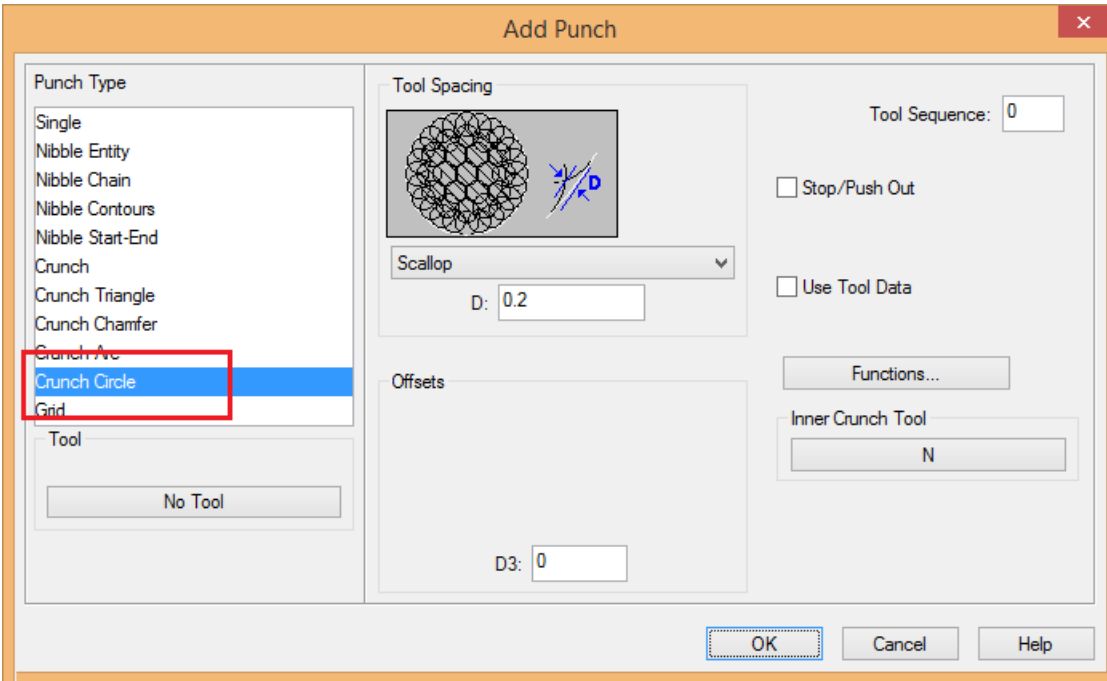 Add Punch
Punch Type
Single
Nibble Entity
Nibble Chain
Nibble Contours
Nibble Start-End
Crunch
Crunch Triangle
Crunch Chamfer
Crunch Arc
Crunch Circle
Grid
Tool
No Tool
Tool Spacing
D
Scallop
D: 0.2
Offsets
D3: 0
Tool Sequence: 0
Stop/Push Out
Use Tool Data
Functions...
Inner Crunch Tool
N
OK
Cancel
Help